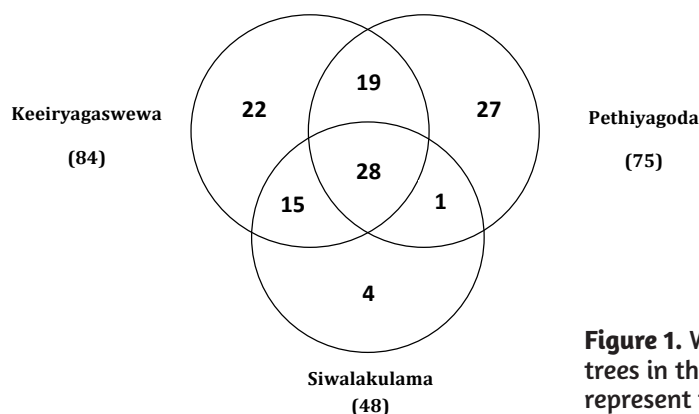 19
22
27
Keeiryagaswewa
(84)
Pethiyagoda
(75)
28
15
1
4
Siwalakulama
(48)
Figure 1.
trees in th
represent